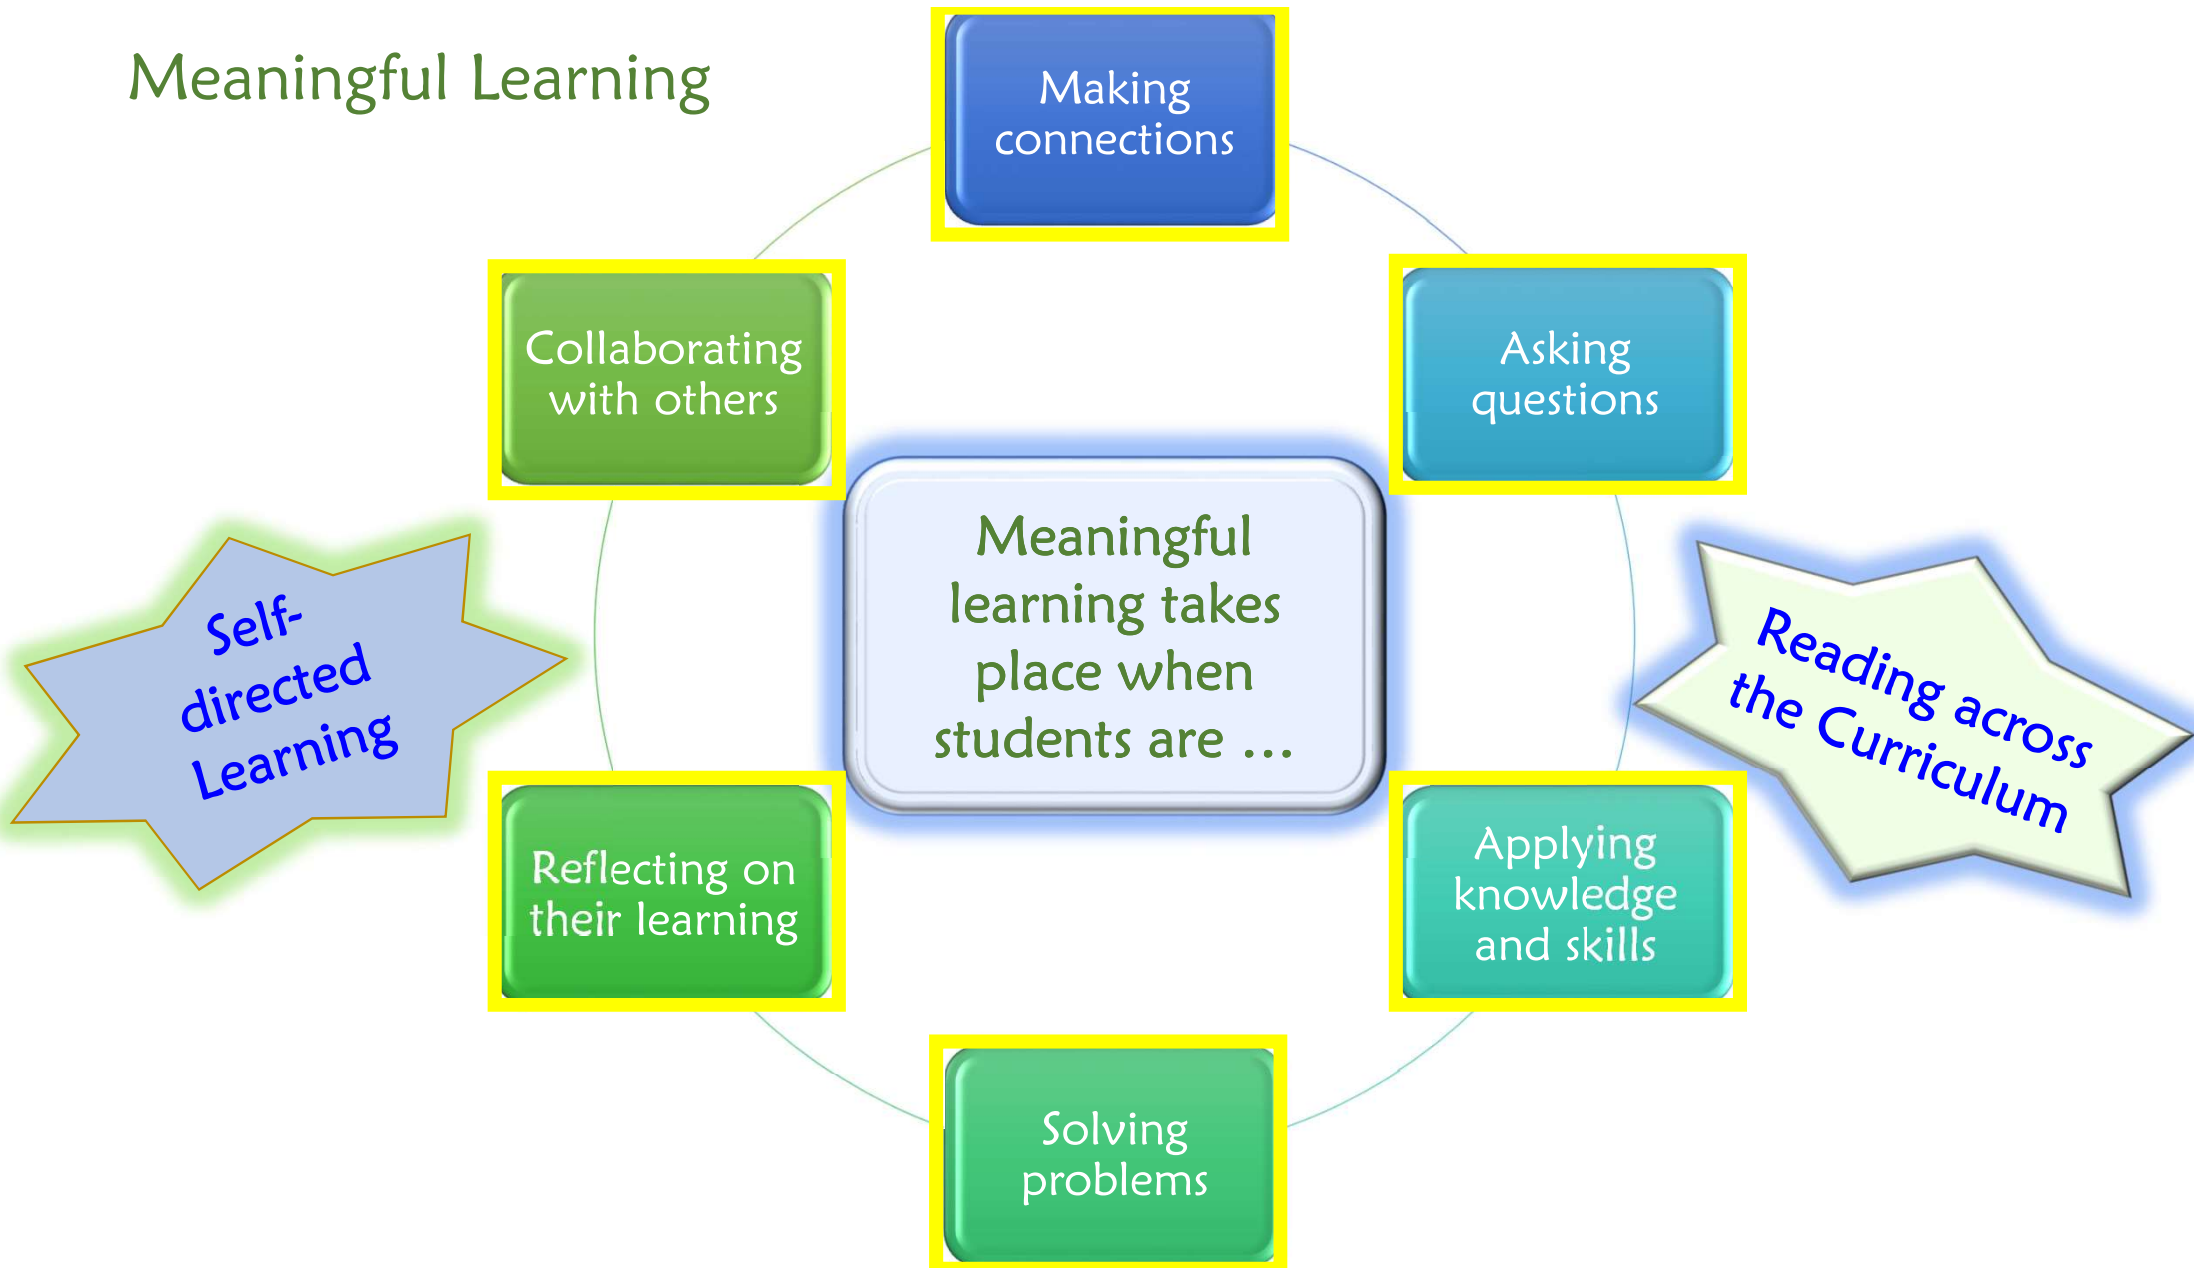 Meaningful Learning
Making
connections
Asking
questions
Applying
knowledge
and skills
Solving
problems
Reflecting on
their learning
Collaborating
with others
Meaningful
learning takes
place when
students are ...
Self-
directed
Learning
Reading across
the Curriculum